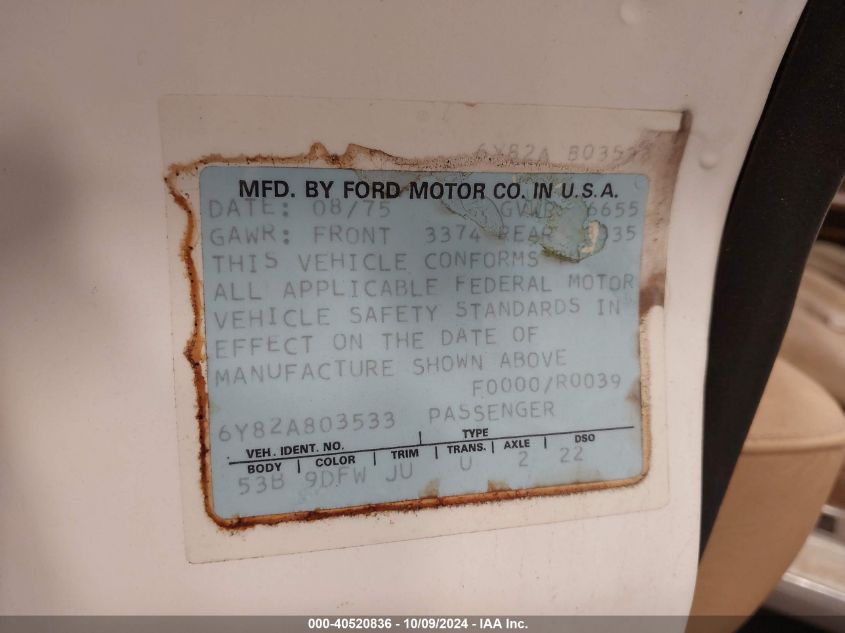 6Y82A 80353
MFD. BY FORD MOTOR CO. IN U.S.A.
DATE: 08/75 6655
GAWR: FRONT 3374 REAR
THIS VEHICLE CONFORMS
ALL APPLICABLE FEDERAL MOTOR
VEHICLE SAFETY STANDARDS IN
EFFECT ON THE DATE OF
MANUFACTURE SHOWN ABOVE
F0000/R0039
6Y82A803533 PASSENGER
VEH. IDENT. NO. TYPE
BODY COLOR TRIM TRANS. AXLE DSO
53B 9DFW JU U 2 22
000-40520836 - 10/09/2024 - IAA Inc.